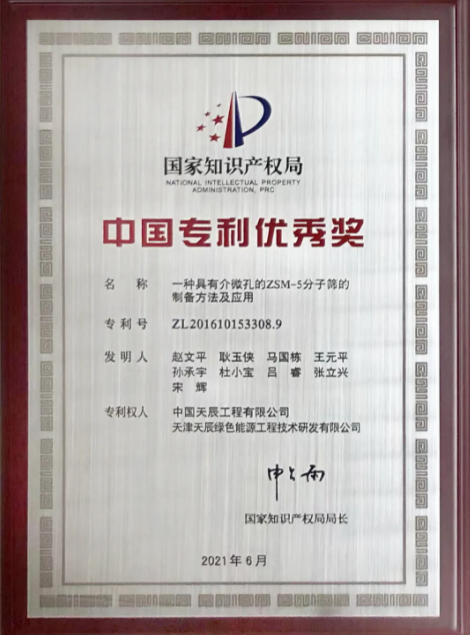 国家知识产权局
NATIONAL INTELLECTUAL PROPERTY
ADMINISTRATION, PRC
中国专利优秀奖
名 称 一种具有介微孔的ZSM-5分子筛的
制备方法及应用
专 利 号 ZL201610153308.9
发 明 人 赵文平 耿玉侠 马国栋 王元平
孙承宇 杜小宝 吕 睿 张立兴
宋 辉
专利权人 中国天辰工程有限公司
天津天辰绿色能源工程技术研发有限公司
申长雨
国家知识产权局局长
2021年6月